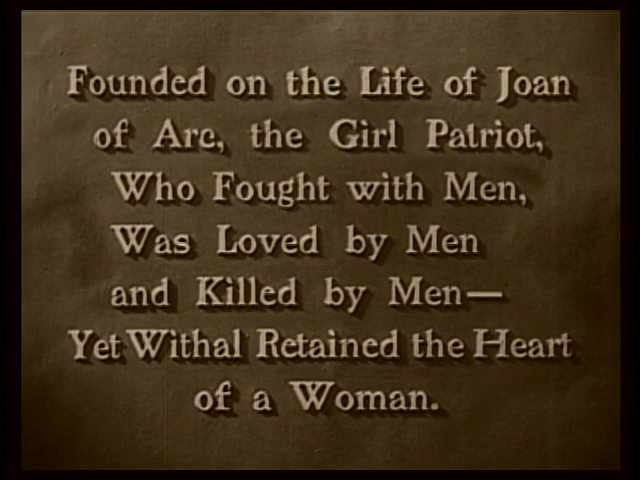 Founded on the Life of Joan
of Arc, the Girl Patriot,
Who Fought with Men,
Was Loved by Men
and Killed by Men—
Yet Withal Retained the Heart
of a Woman.